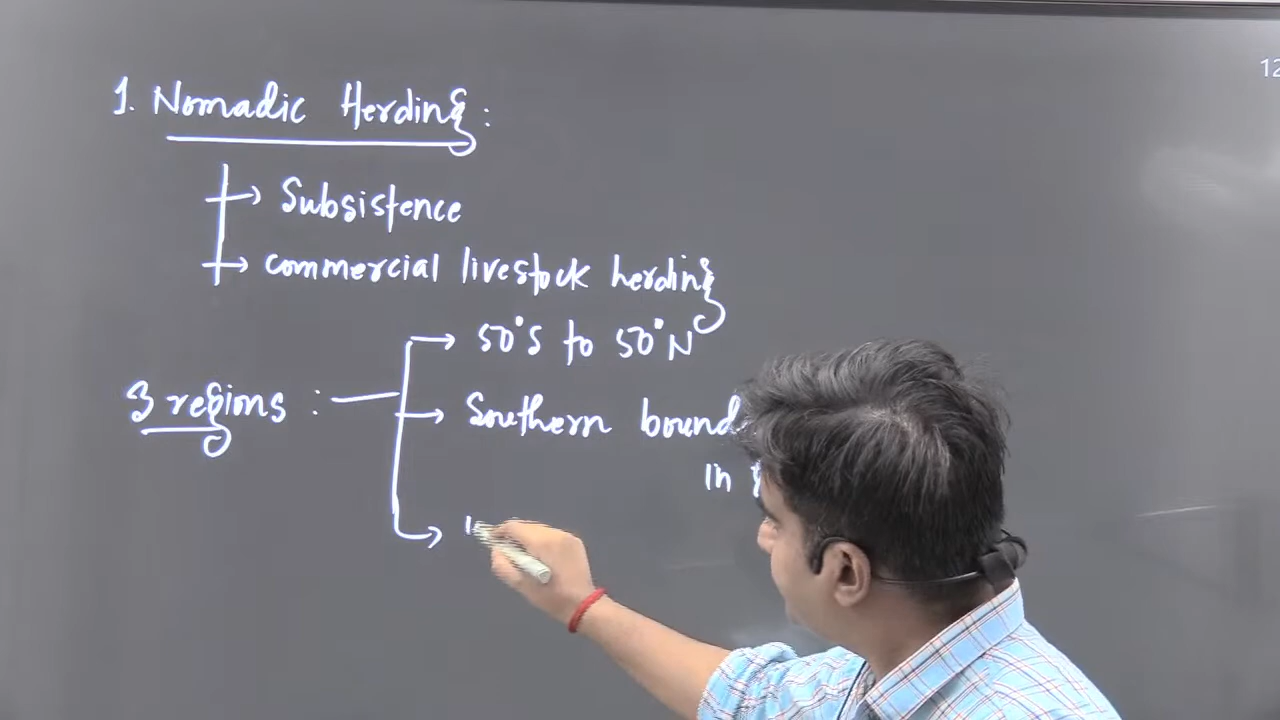 12
1. Nomadic Herding :
→ Subsistence
→ commercial livestock herding
3 regions : → 50°S to 50°N
→ Southern bound
in
→